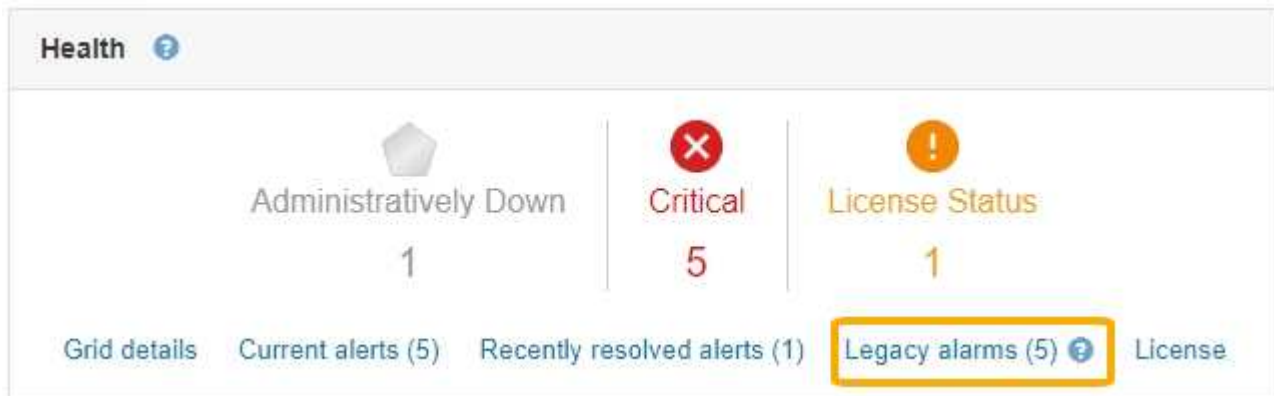 Health
Administratively Down Critical License Status
1 5 1
Grid details Current alerts (5) Recently resolved alerts (1) Legacy alarms (5) License